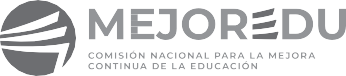 MEJOREDU
COMISIÓN NACIONAL PARA LA MEJORA
CONTINUA DE LA EDUCACIÓN